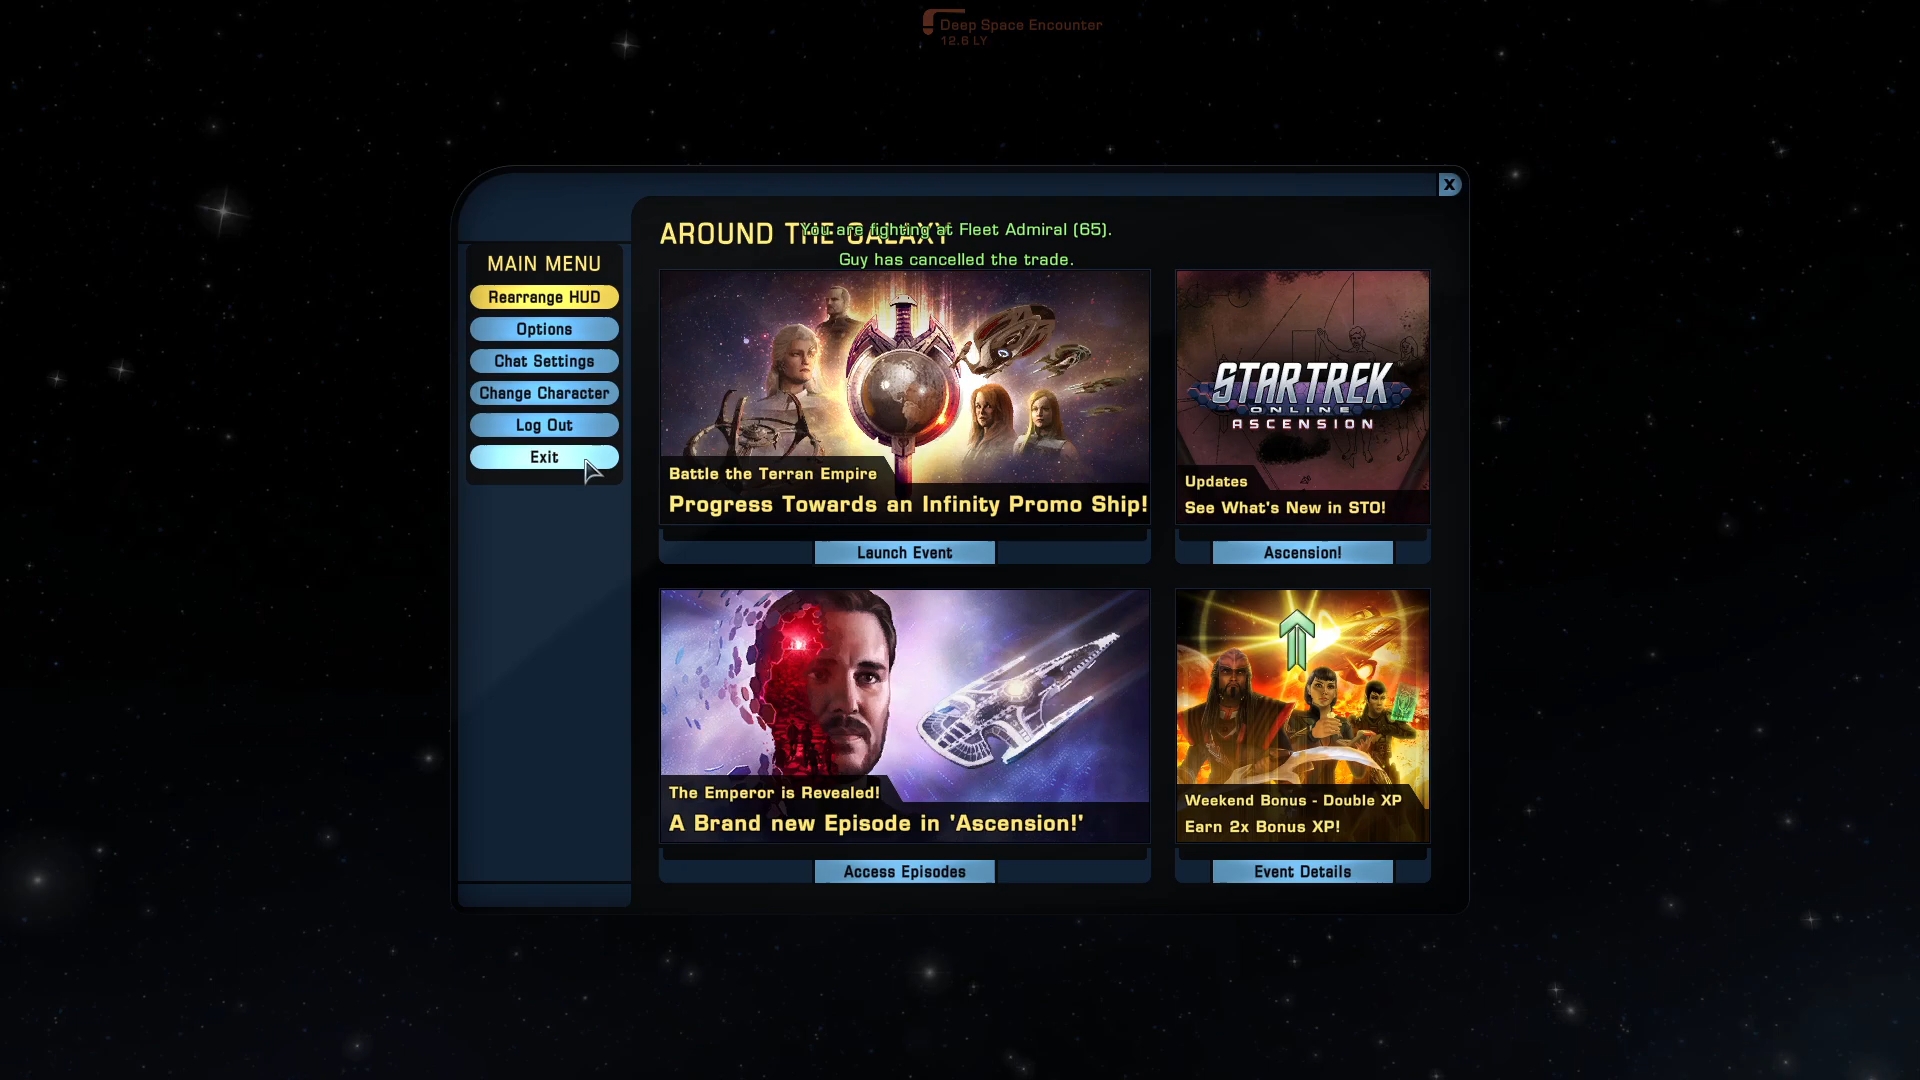 Deep Space Encounter
12.6 LY
X
AROUND THE GALAXY
You are fighting at Fleet Admiral (65).
Guy has cancelled the trade.
MAIN MENU
Rearrange HUD
Options
Chat Settings
Change Character
Log Out
Exit
Battle the Terran Empire
Progress Towards an Infinity Promo Ship!
Launch Event
STAR TREK
ONLINE
ASCENSION
Updates
See What's New in STO!
Ascension!
The Emperor is Revealed!
A Brand new Episode in 'Ascension!'
Access Episodes
Weekend Bonus - Double XP
Earn 2x Bonus XP!
Event Details